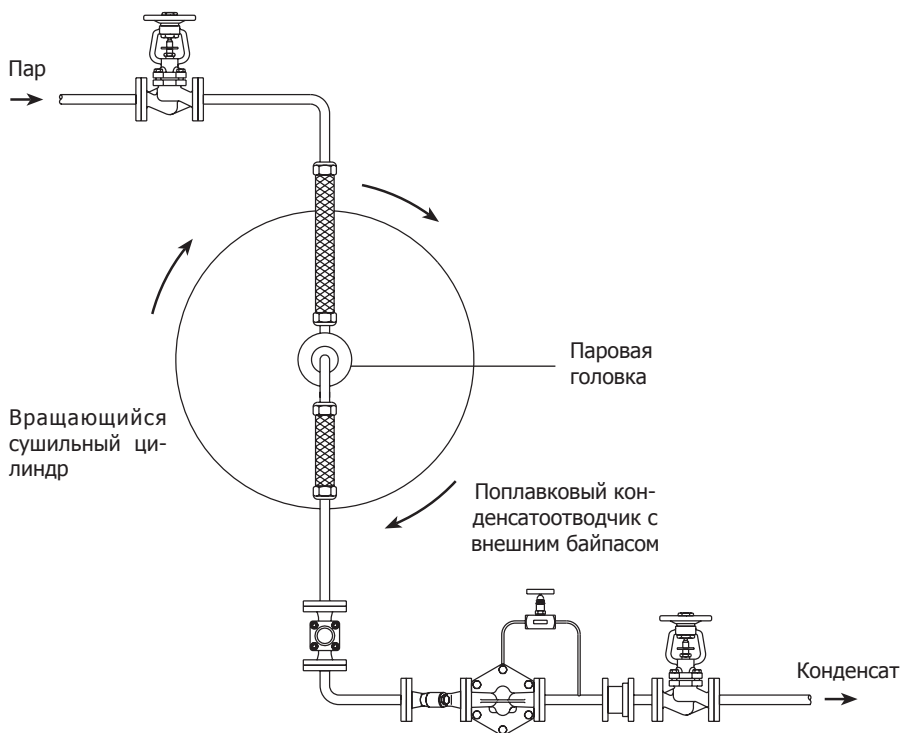 Пар
Паровая
головка
Вращающийся
сушильный ци-
линдр
Поплавковый кон-
денсатоотводчик с
внешним байпасом
Конденсат